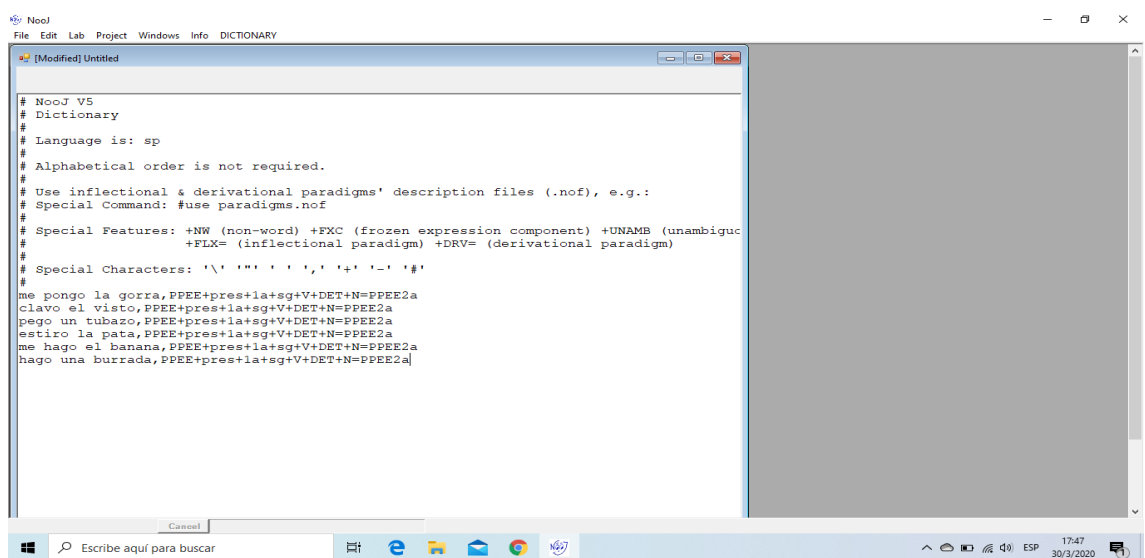 NooJ
File Edit Lab Project Windows Info DICTIONARY
[Modified] Untitled
# NooJ V5
# Dictionary
#
# Language is: sp
#
# Alphabetical order is not required.
#
# Use inflectional & derivational paradigms' description files (.nof), e.g.:
# Special Command: #use paradigms.nof
#
# Special Features: +NW (non-word) +FXC (frozen expression component) +UNAMB (unambiguo
# +FLX= (inflectional paradigm) +DRV= (derivational paradigm)
#
# Special Characters: '\' '"' ' ' ',' '+' '-' '#'
#
me pongo la gorra,PPEE+pres+1a+sg+V+DET+N=PPEE2a
clavo el visto,PPEE+pres+1a+sg+V+DET+N=PPEE2a
pego un tubazo,PPEE+pres+1a+sg+V+DET+N=PPEE2a
estiro la pata,PPEE+pres+1a+sg+V+DET+N=PPEE2a
me hago el banana,PPEE+pres+1a+sg+V+DET+N=PPEE2a
hago una burrada,PPEE+pres+1a+sg+V+DET+N=PPEE2a
Cancel
Escribe aquí para buscar
NooJ
ESP
17:47
30/3/2020
1